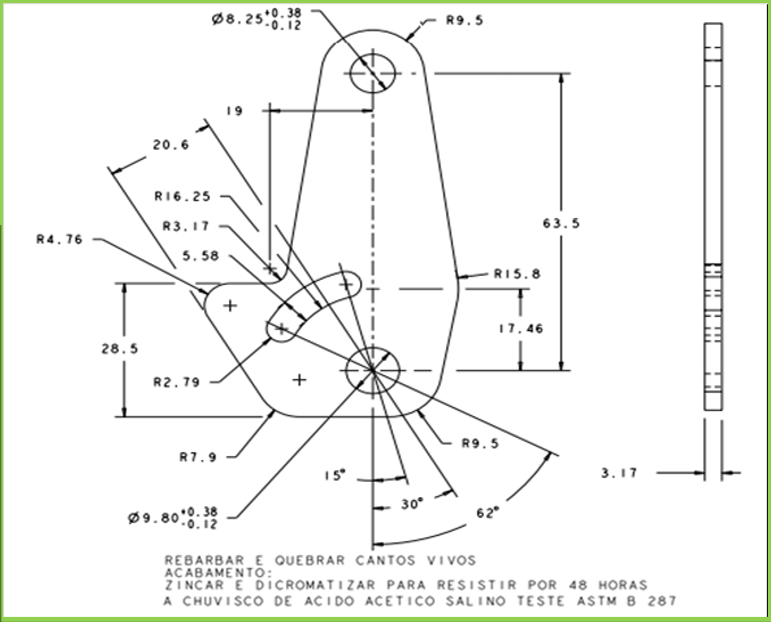 Ø8.25 +0.38 -0.12
R9.5
19
20.6
R16.25
R3.17
63.5
R4.76
5.58
R15.8
17.46
28.5
R2.79
R9.5
R7.9
15°
3.17
30°
62°
Ø9.80 +0.38 -0.12
REBARBAR E QUEBRAR CANTOS VIVOS
ACABAMENTO:
ZINCAR E DICROMATIZAR PARA RESISTIR POR 48 HORAS
A CHUVISCO DE ACIDO ACETICO SALINO TESTE ASTM B 287